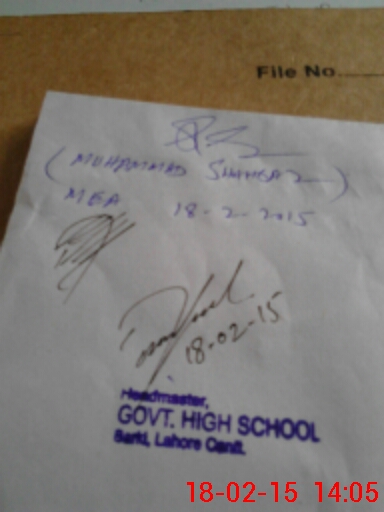 File No.
(MUHAMMAD SHAHBAZ)
MEA 18-2-2015
18-02-15
Headmaster,
GOVT. HIGH SCHOOL
Barki, Lahore Cantt.
18-02-15 14:05